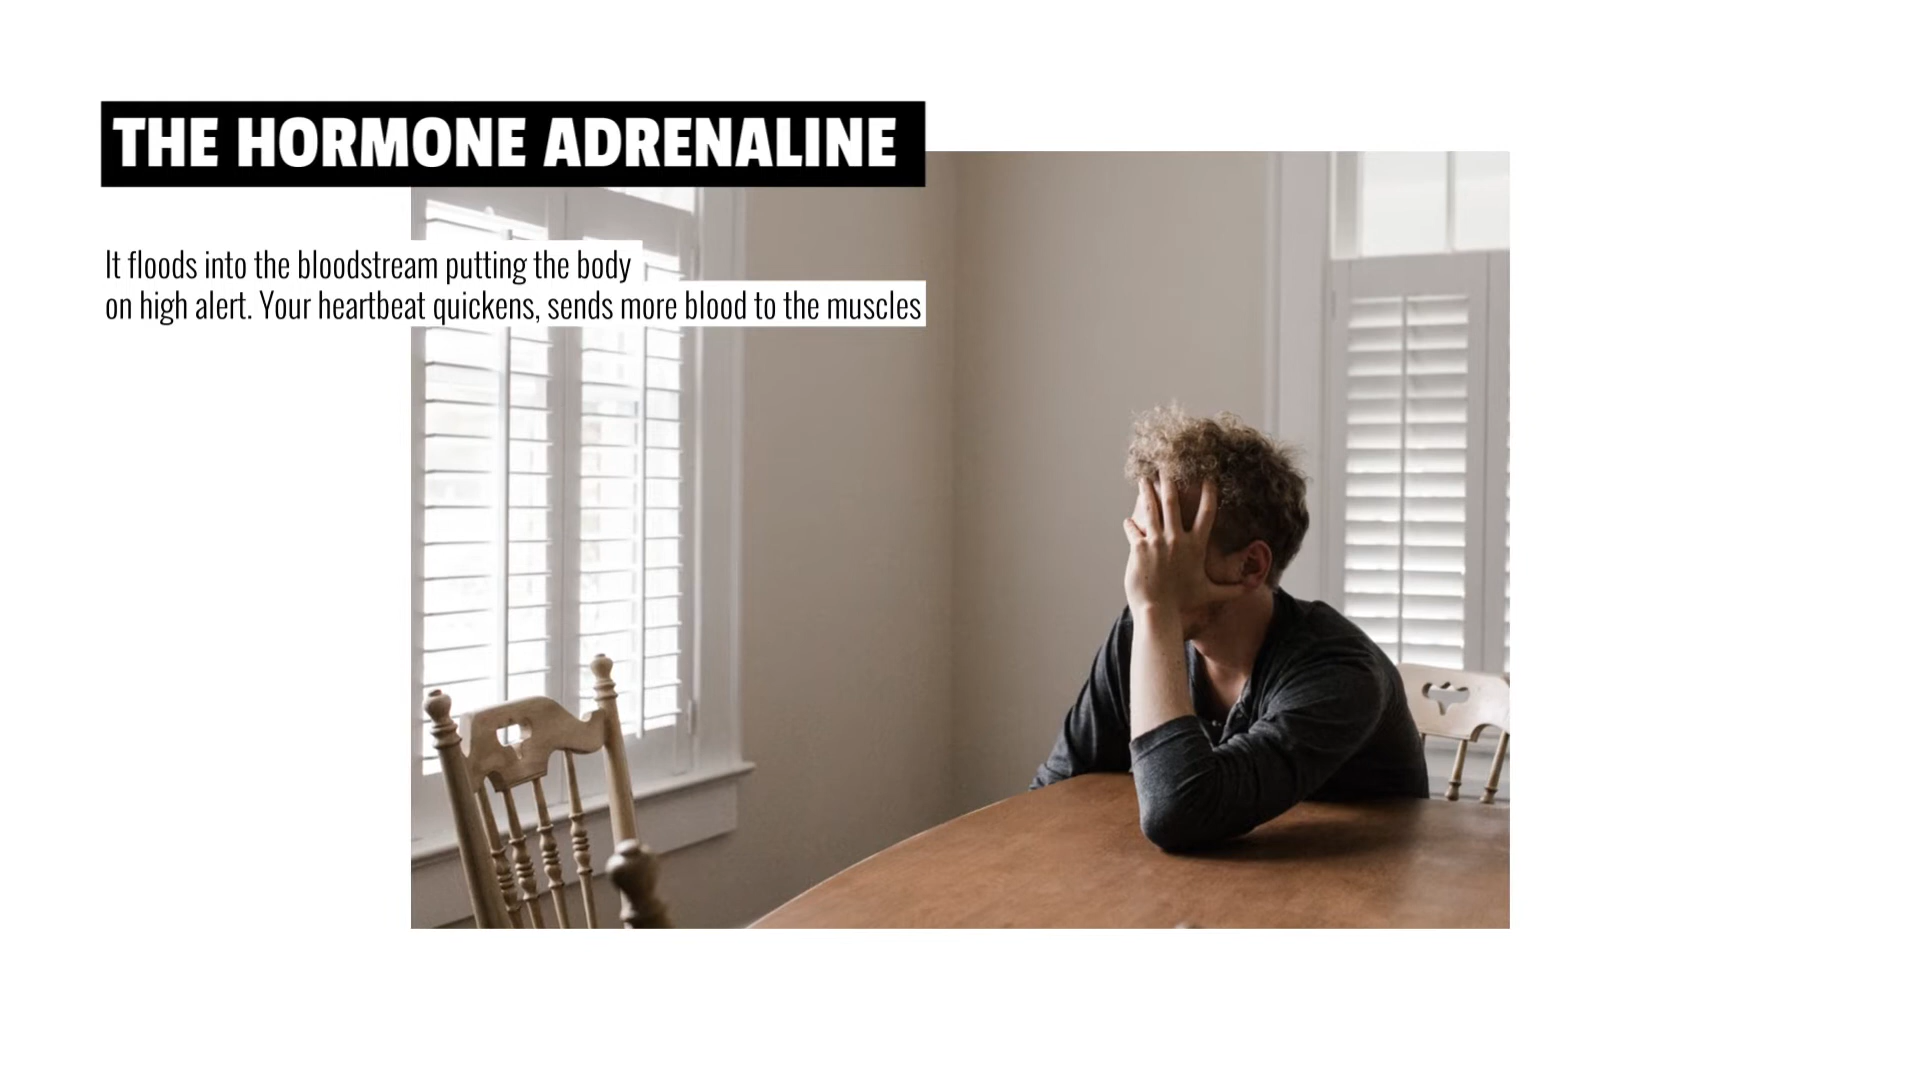 THE HORMONE ADRENALINE
It floods into the bloodstream putting the body
on high alert. Your heartbeat quickens, sends more blood to the muscles